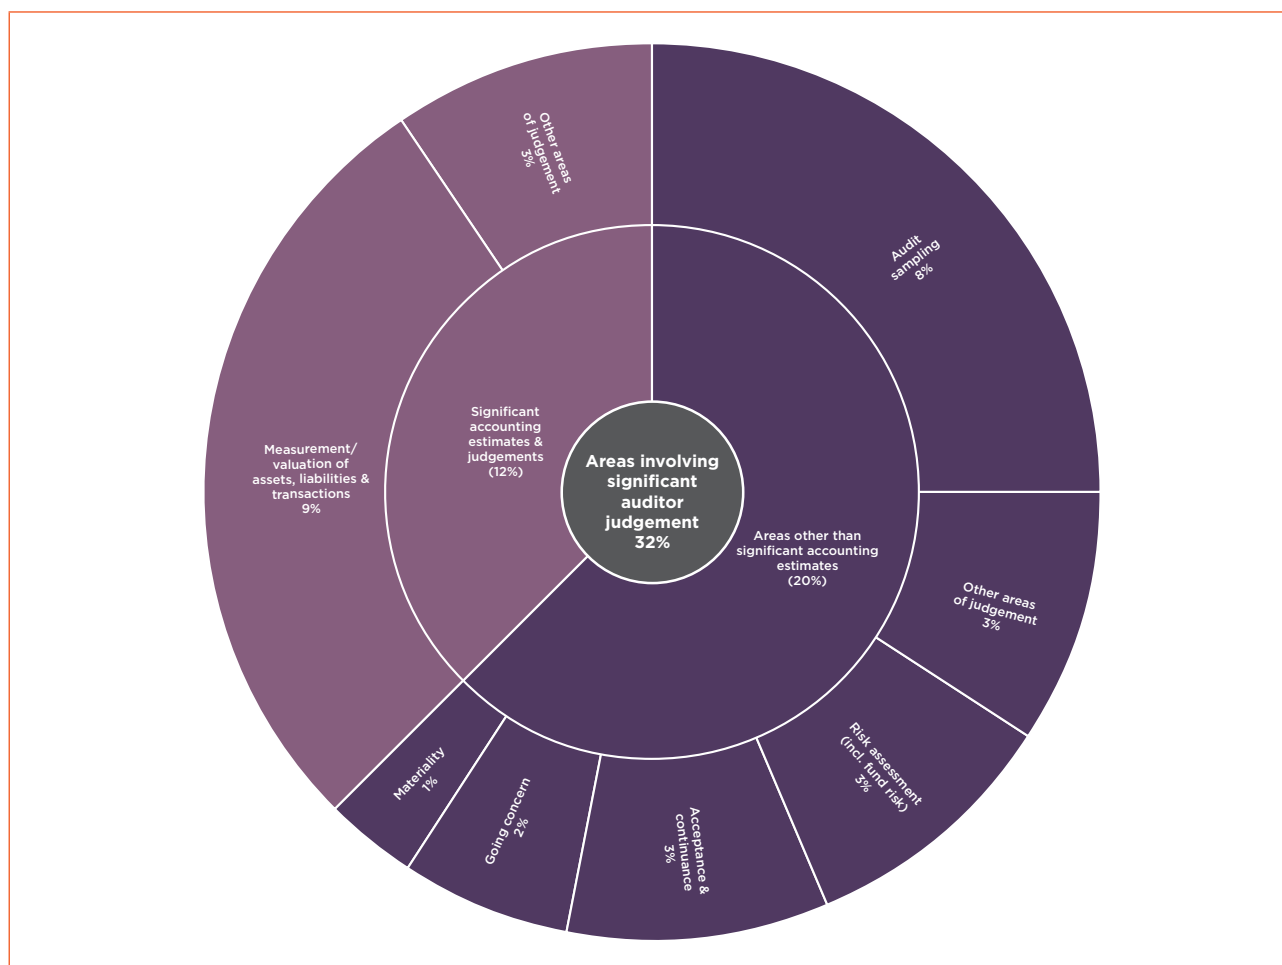 Other areas
of judgement
3%
Audit
sampling
8%
Significant
accounting
estimates &
judgements
(12%)
Measurement/
valuation of
assets, liabilities &
transactions
9%
Areas involving
significant
auditor
judgement
32%
Areas other than
significant accounting
estimates
(20%)
Other areas
of judgement
3%
Risk assessment
(incl. fund risk)
3%
Acceptance &
continuance
3%
Going concern
2%
Materiality
1%